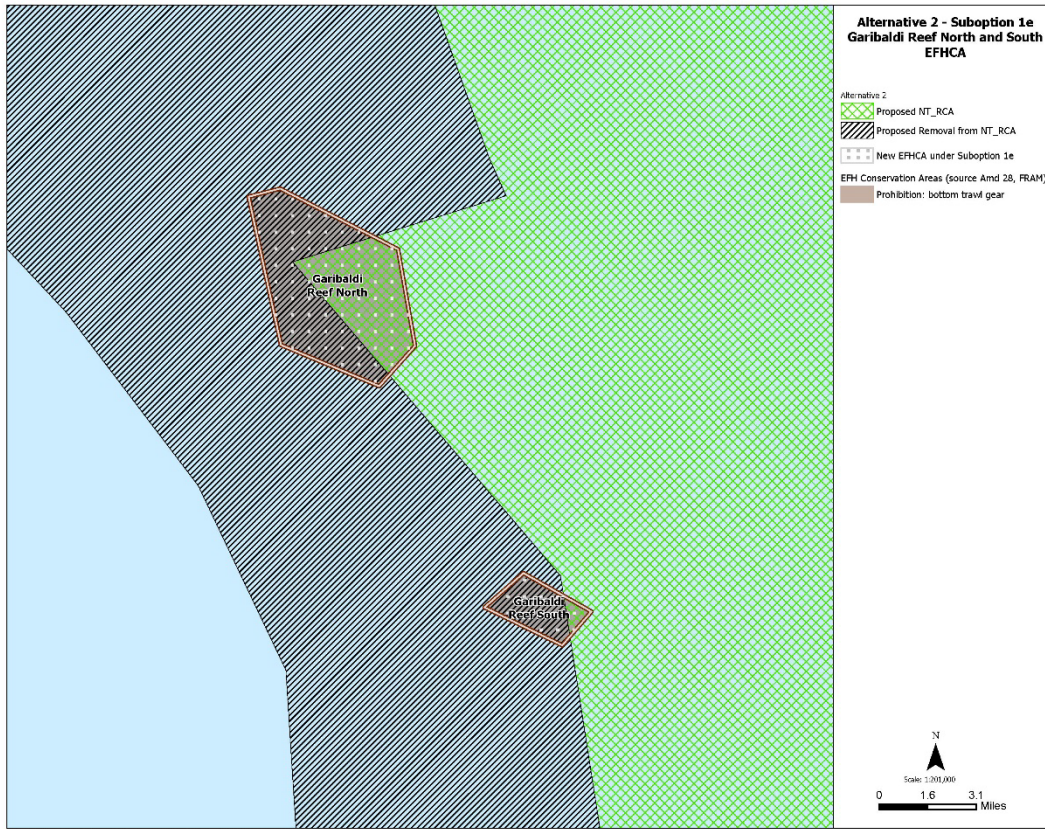 Alternative 2 - Suboption 1e
Garibaldi Reef North and South
EFHCA
Alternative 2
Proposed NT_RCA
Proposed Removal from NT_RCA
New EFHCA under Suboption 1e
EFH Conservation Areas (source Amd 28, FRAM)
Prohibition: bottom trawl gear
Garibaldi
Reef North
Garibaldi
Reef South
N
Scale: 1:201,000
0 1.6 3.1
Miles